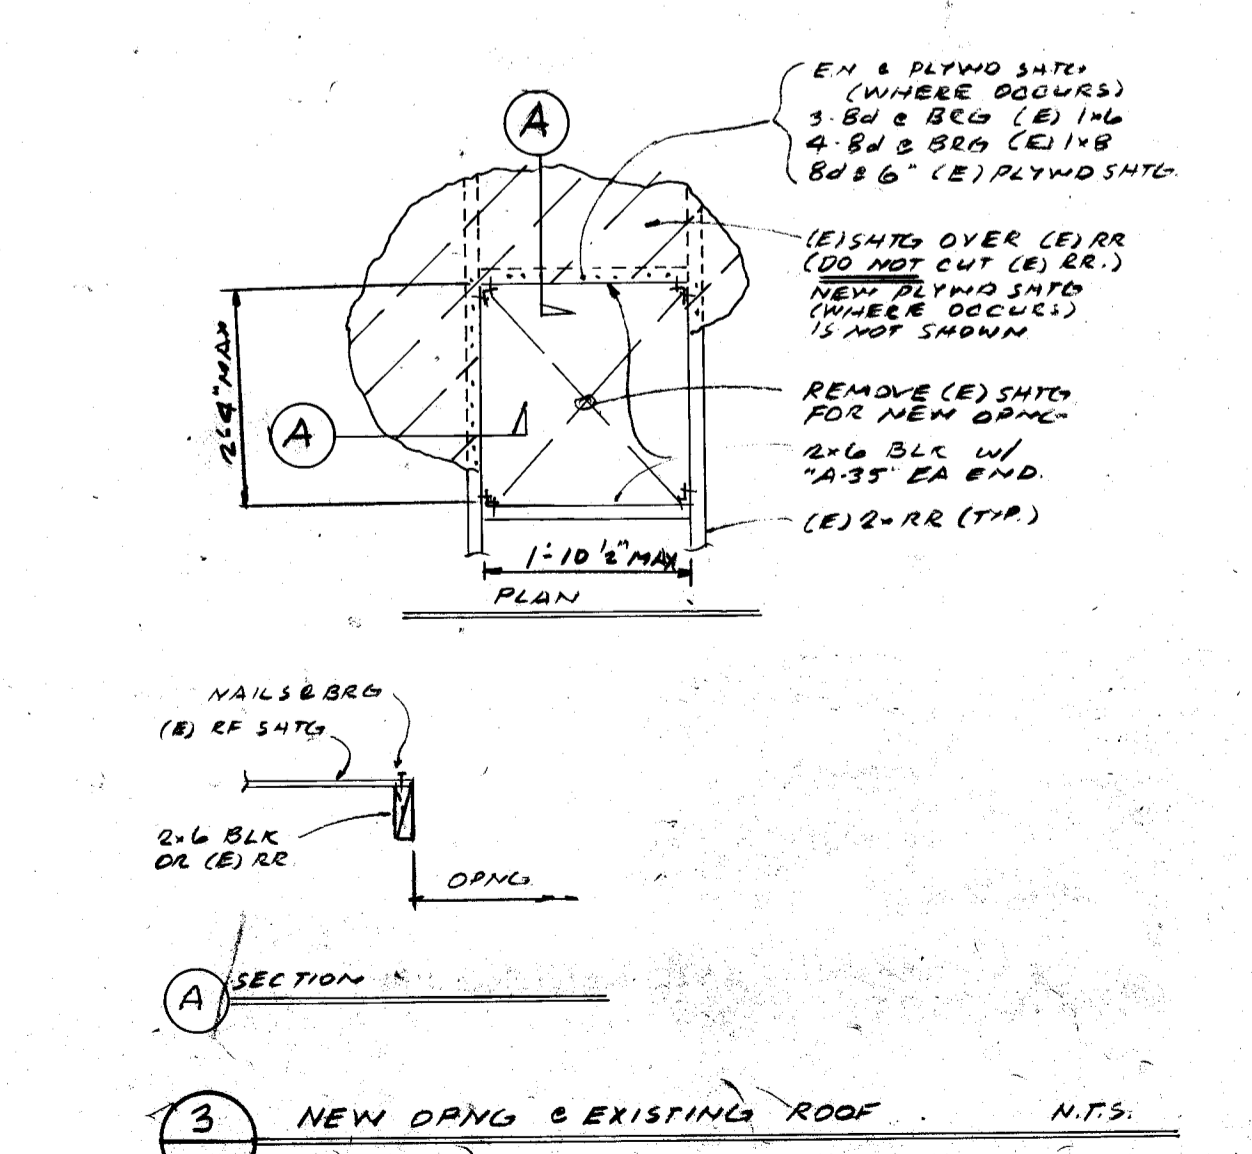 A
EN @ PLYWD SHTG
(WHERE OCCURS)
3-8d @ BRG (E) 1x6
4-8d @ BRG (E) 1x8
8d @ 6" (E) PLYWD SHTG.
(E) SHTG OVER (E) RR
(DO NOT CUT (E) RR.)
NEW PLYWD SHTG
(WHERE OCCURS)
IS NOT SHOWN
REMOVE (E) SHTG
FOR NEW OPNG
2x6 BLK w/
"A-35" EA END.
(E) 2x RR (TYP.)
A
MAX
1'-10 1/2" MAX
PLAN
NAILS @ BRG
(E) RF SHTG
2x6 BLK
OR (E) RR
OPNG
A SECTION
3 NEW OPNG @ EXISTING ROOF . N.T.S.